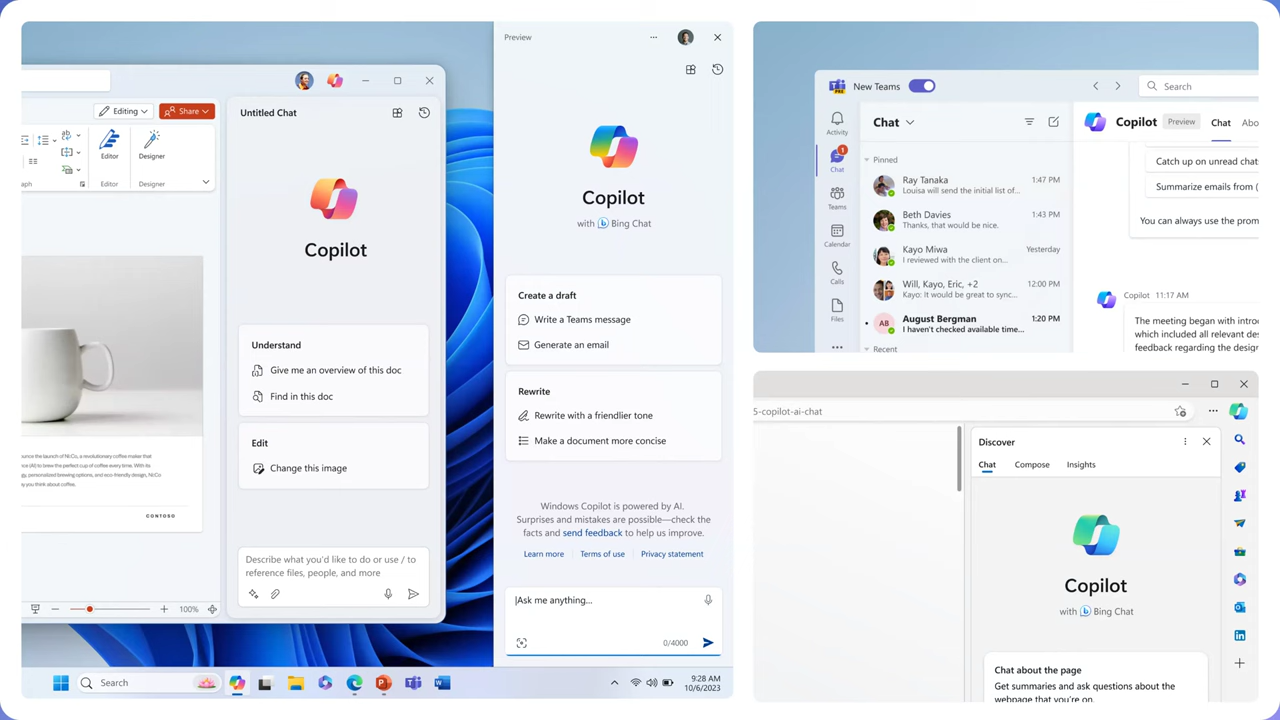 Editing
Share
Editor
Designer
Editor
Designer
CONTOSO
100%
Untitled Chat
Copilot
Understand
Give me an overview of this doc
Find in this doc
Edit
Change this image
Describe what you'd like to do or use / to
reference files, people, and more
Preview
Copilot
with Bing Chat
Create a draft
Write a Teams message
Generate an email
Rewrite
Rewrite with a friendlier tone
Make a document more concise
Windows Copilot is powered by AI.
Surprises and mistakes are possible—check the
facts and send feedback to help us improve.
Learn more
Terms of use
Privacy statement
Ask me anything...
0/4000
Search
9:28 AM
10/6/2023
New Teams
Search
Activity
Chat
Teams
Calendar
Calls
Files
Chat
Pinned
Ray Tanaka 1:47 PM
Louisa will send the initial list of...
Beth Davies 1:43 PM
Thanks, that would be nice.
Kayo Miwa Yesterday
I reviewed with the client on...
Will, Kayo, Eric, +2 12:00 PM
Kayo: It would be great to sync...
AB
August Bergman 1:20 PM
I haven't checked available time...
Recent
Copilot Preview Chat Abo
Catch up on unread chats
Summarize emails from (
You can always use the prom
Copilot 11:17 AM
The meeting began with introd
which included all relevant des
feedback regarding the design
5-copilot-ai-chat
Discover
Chat Compose Insights
Copilot
with Bing Chat
Chat about the page
Get summaries and ask questions about the
webpage that you're on.